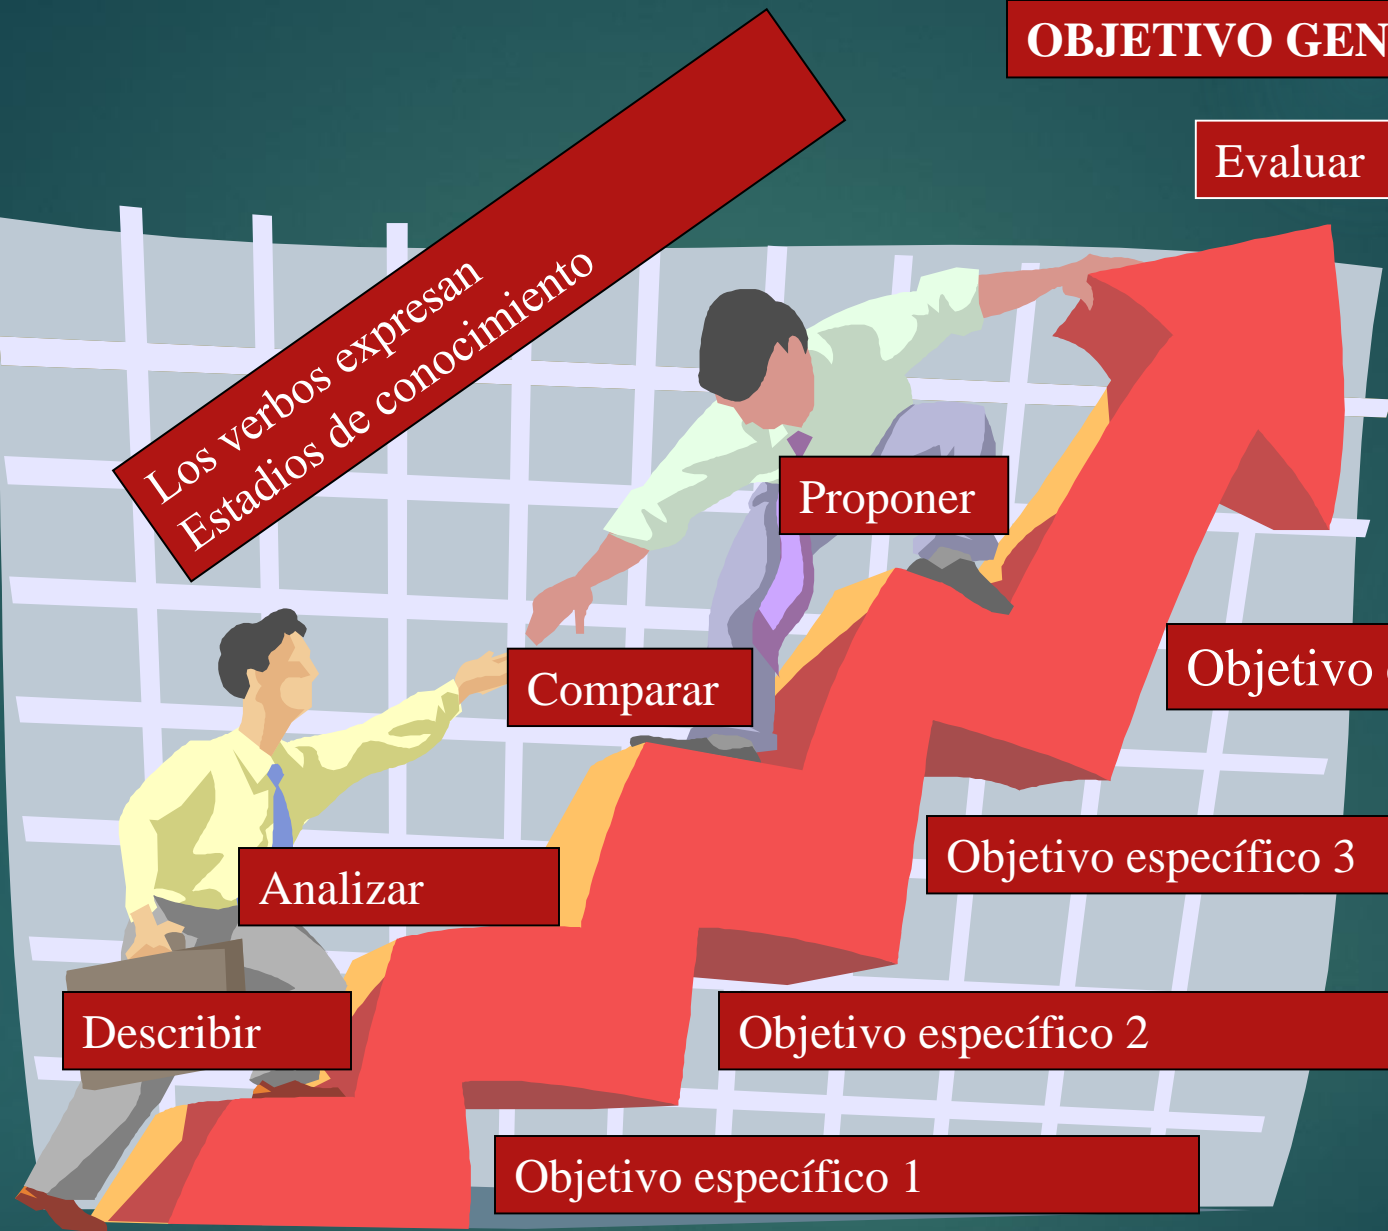 OBJETIVO GEN
Evaluar
Los verbos expresan
Estadios de conocimiento
Proponer
Objetivo
Comparar
Objetivo específico 3
Analizar
Objetivo específico 2
Describir
Objetivo específico 1